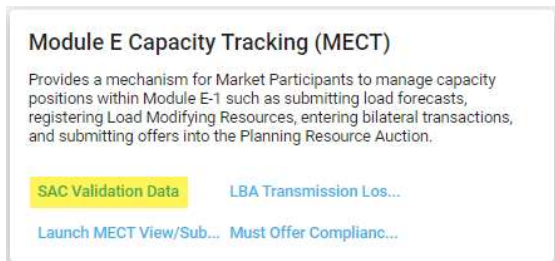 Module E Capacity Tracking (MECT)
Provides a mechanism for Market Participants to manage capacity
positions within Module E-1 such as submitting load forecasts,
registering Load Modifying Resources, entering bilateral transactions,
and submitting offers into the Planning Resource Auction.
SAC Validation Data LBA Transmission Los...
Launch MECT View/Sub... Must Offer Complianc...